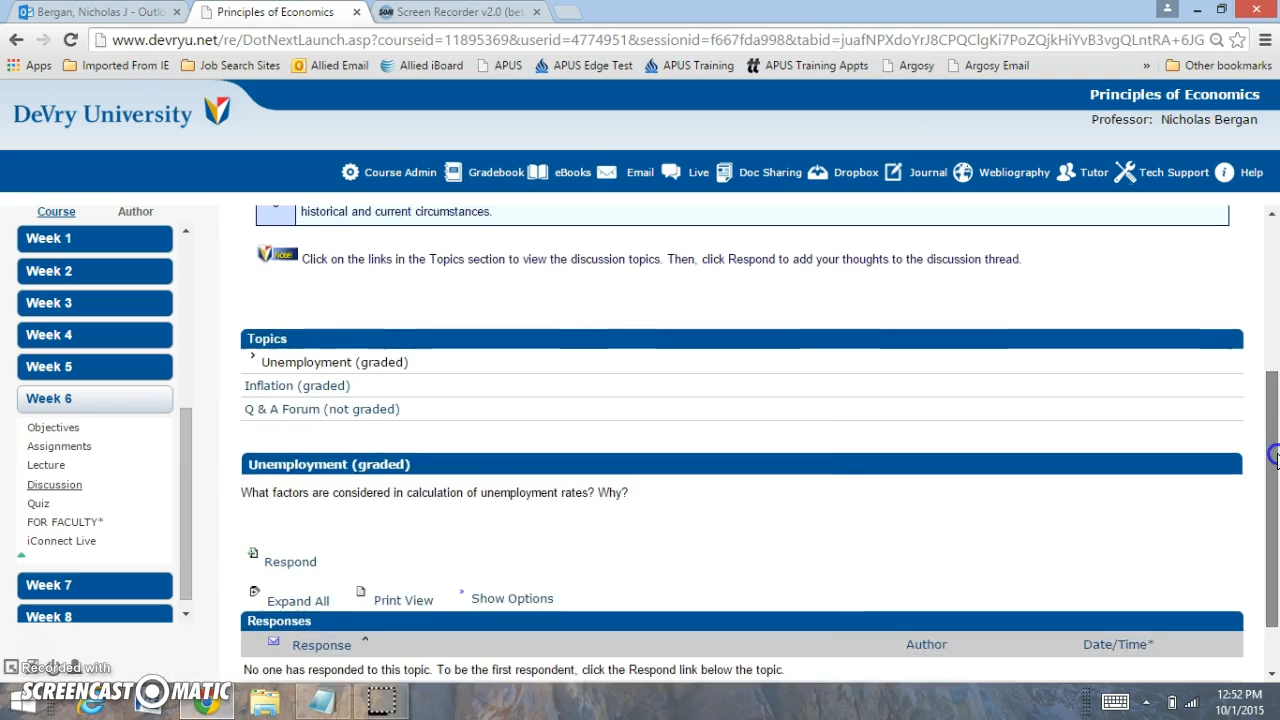 Bergan, Nicholas J - Outlo
Principles of Economics
Screen Recorder v2.0 (bet
www.devryu.net/re/DotNextLaunch.asp?courseid=11895369&userid=4774951&sessionid=f667fda998&tabid=juafNPXdoYrJ8CPQClgKi7PoZQjkHiYvB3vgQLntRA+6JG
Apps Imported From IE Job Search Sites Allied Email Allied iBoard APUS APUS Edge Test APUS Training APUS Training Appts Argosy Argosy Email » Other bookmarks
DeVry University
Principles of Economics
Professor: Nicholas Bergan
Course Admin Gradebook eBooks Email Live Doc Sharing Dropbox Journal Webliography Tutor Tech Support Help
Course Author
Week 1
Week 2
Week 3
Week 4
Week 5
Week 6
Objectives
Assignments
Lecture
Discussion
Quiz
FOR FACULTY*
iConnect Live
Week 7
Week 8
historical and current circumstances.
Note! Click on the links in the Topics section to view the discussion topics. Then, click Respond to add your thoughts to the discussion thread.
Topics
Unemployment (graded)
Inflation (graded)
Q & A Forum (not graded)
Unemployment (graded)
What factors are considered in calculation of unemployment rates? Why?
Respond
Expand All Print View Show Options
Responses
Response Author Date/Time*
No one has responded to this topic. To be the first respondent, click the Respond link below the topic.
Recorded with
SCREENCAST-O-MATIC
12:52 PM
10/1/2015